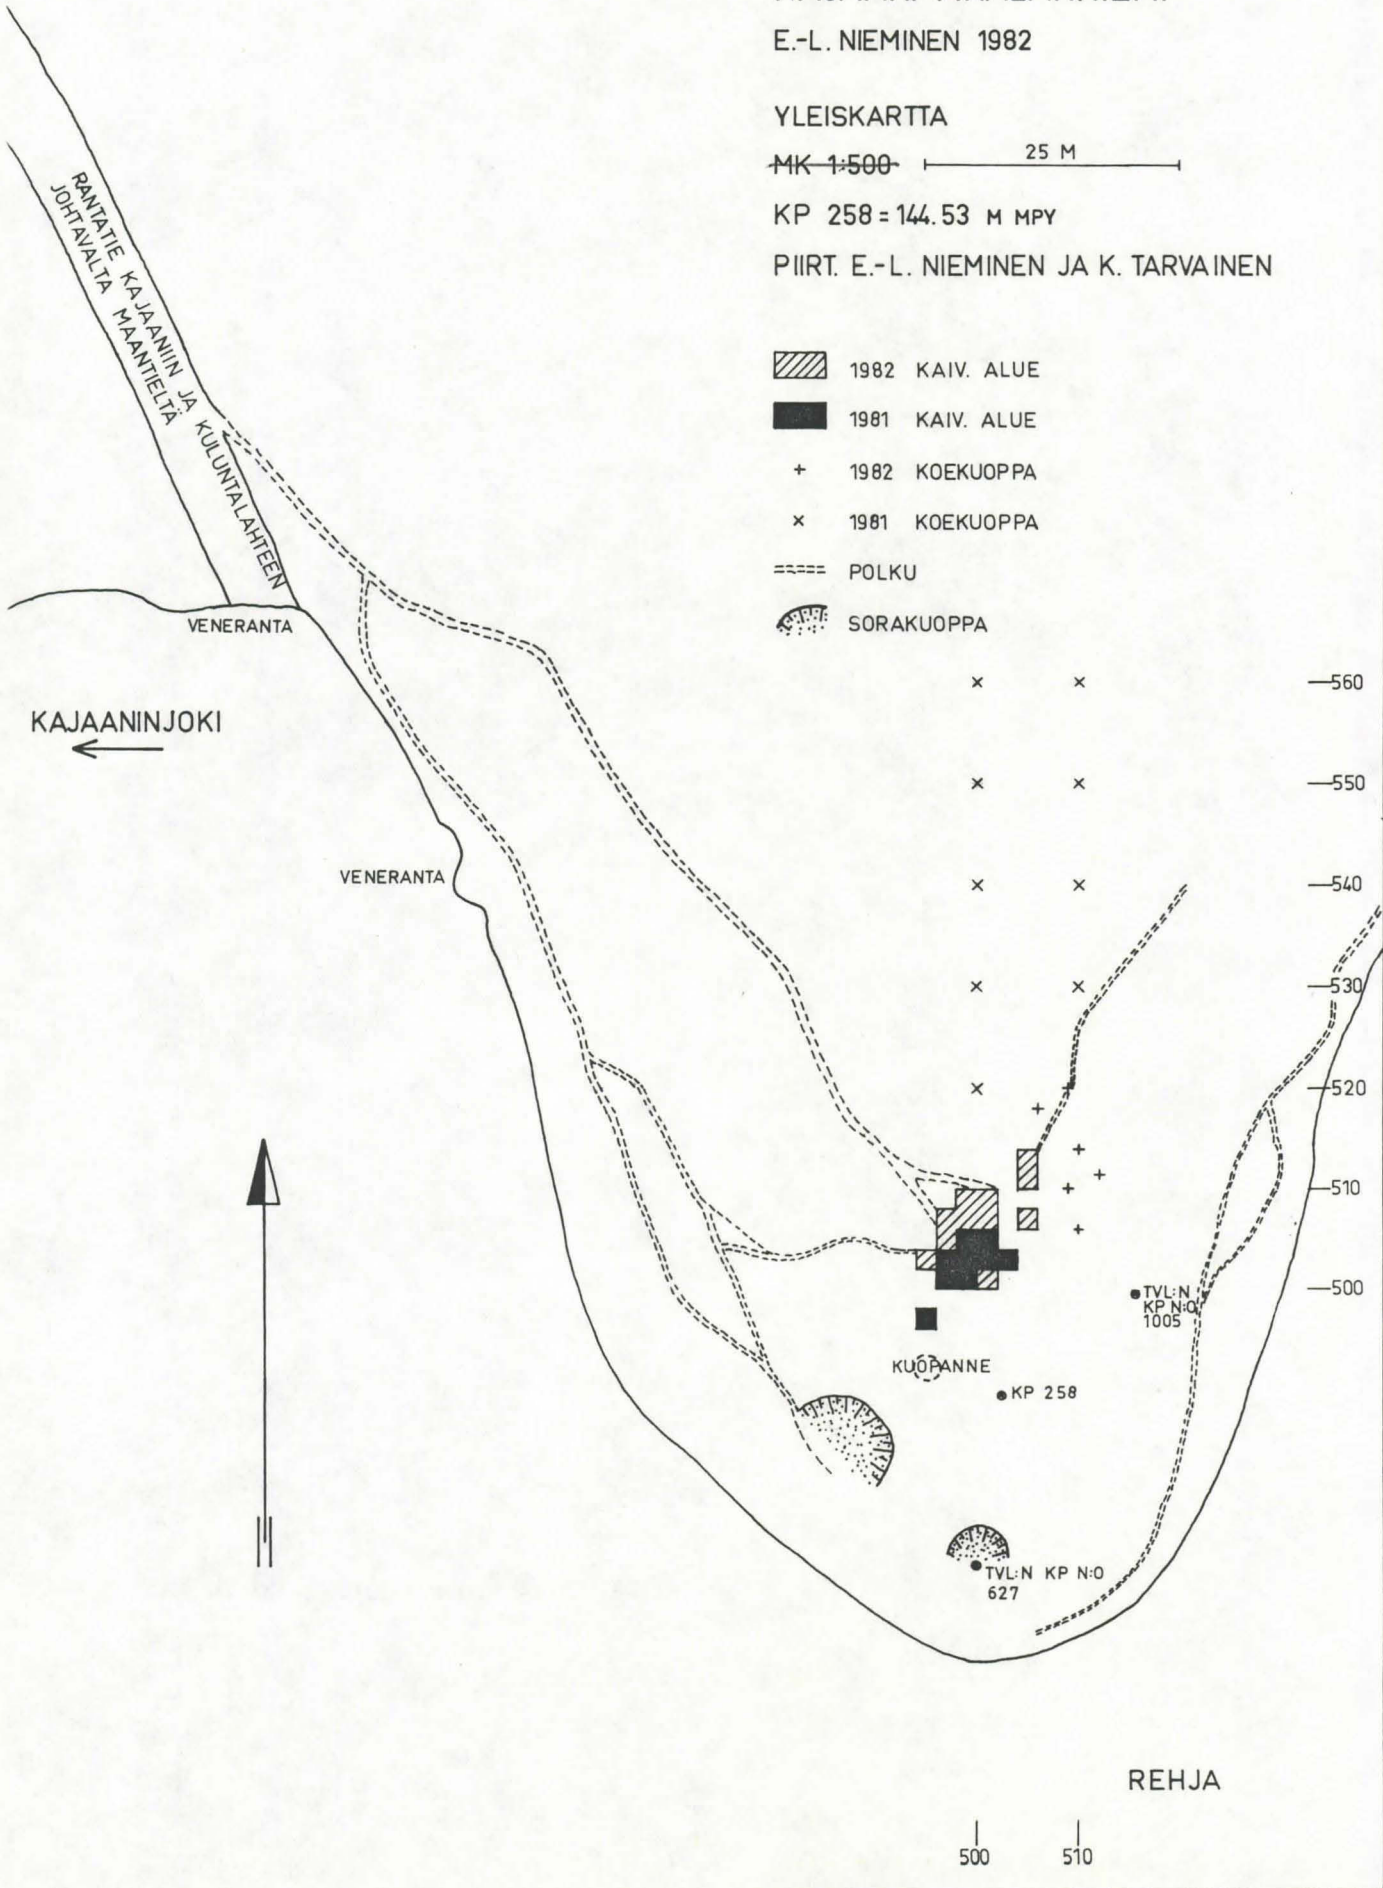 E.-L. NIEMINEN 1982
YLEISKARTTA
MK 1:500
25 M
KP 258 = 144.53 M MPY
PIIRT. E.-L. NIEMINEN JA K. TARVAINEN
1982 KAIV. ALUE
1981 KAIV. ALUE
+ 1982 KOEKUOPPA
× 1981 KOEKUOPPA
POLKU
SORAKUOPPA
RANTATIE KAJAANIIN JA KULUNTALAHTEEN
JOHTAVALTA MAANTIELTÄ
VENERANTA
KAJAANINJOKI
VENERANTA
560
550
540
530
520
510
500
TVL:N
KP N:O
1005
KUOPANNE
KP 258
TVL:N KP N:O
627
REHJA
500
510